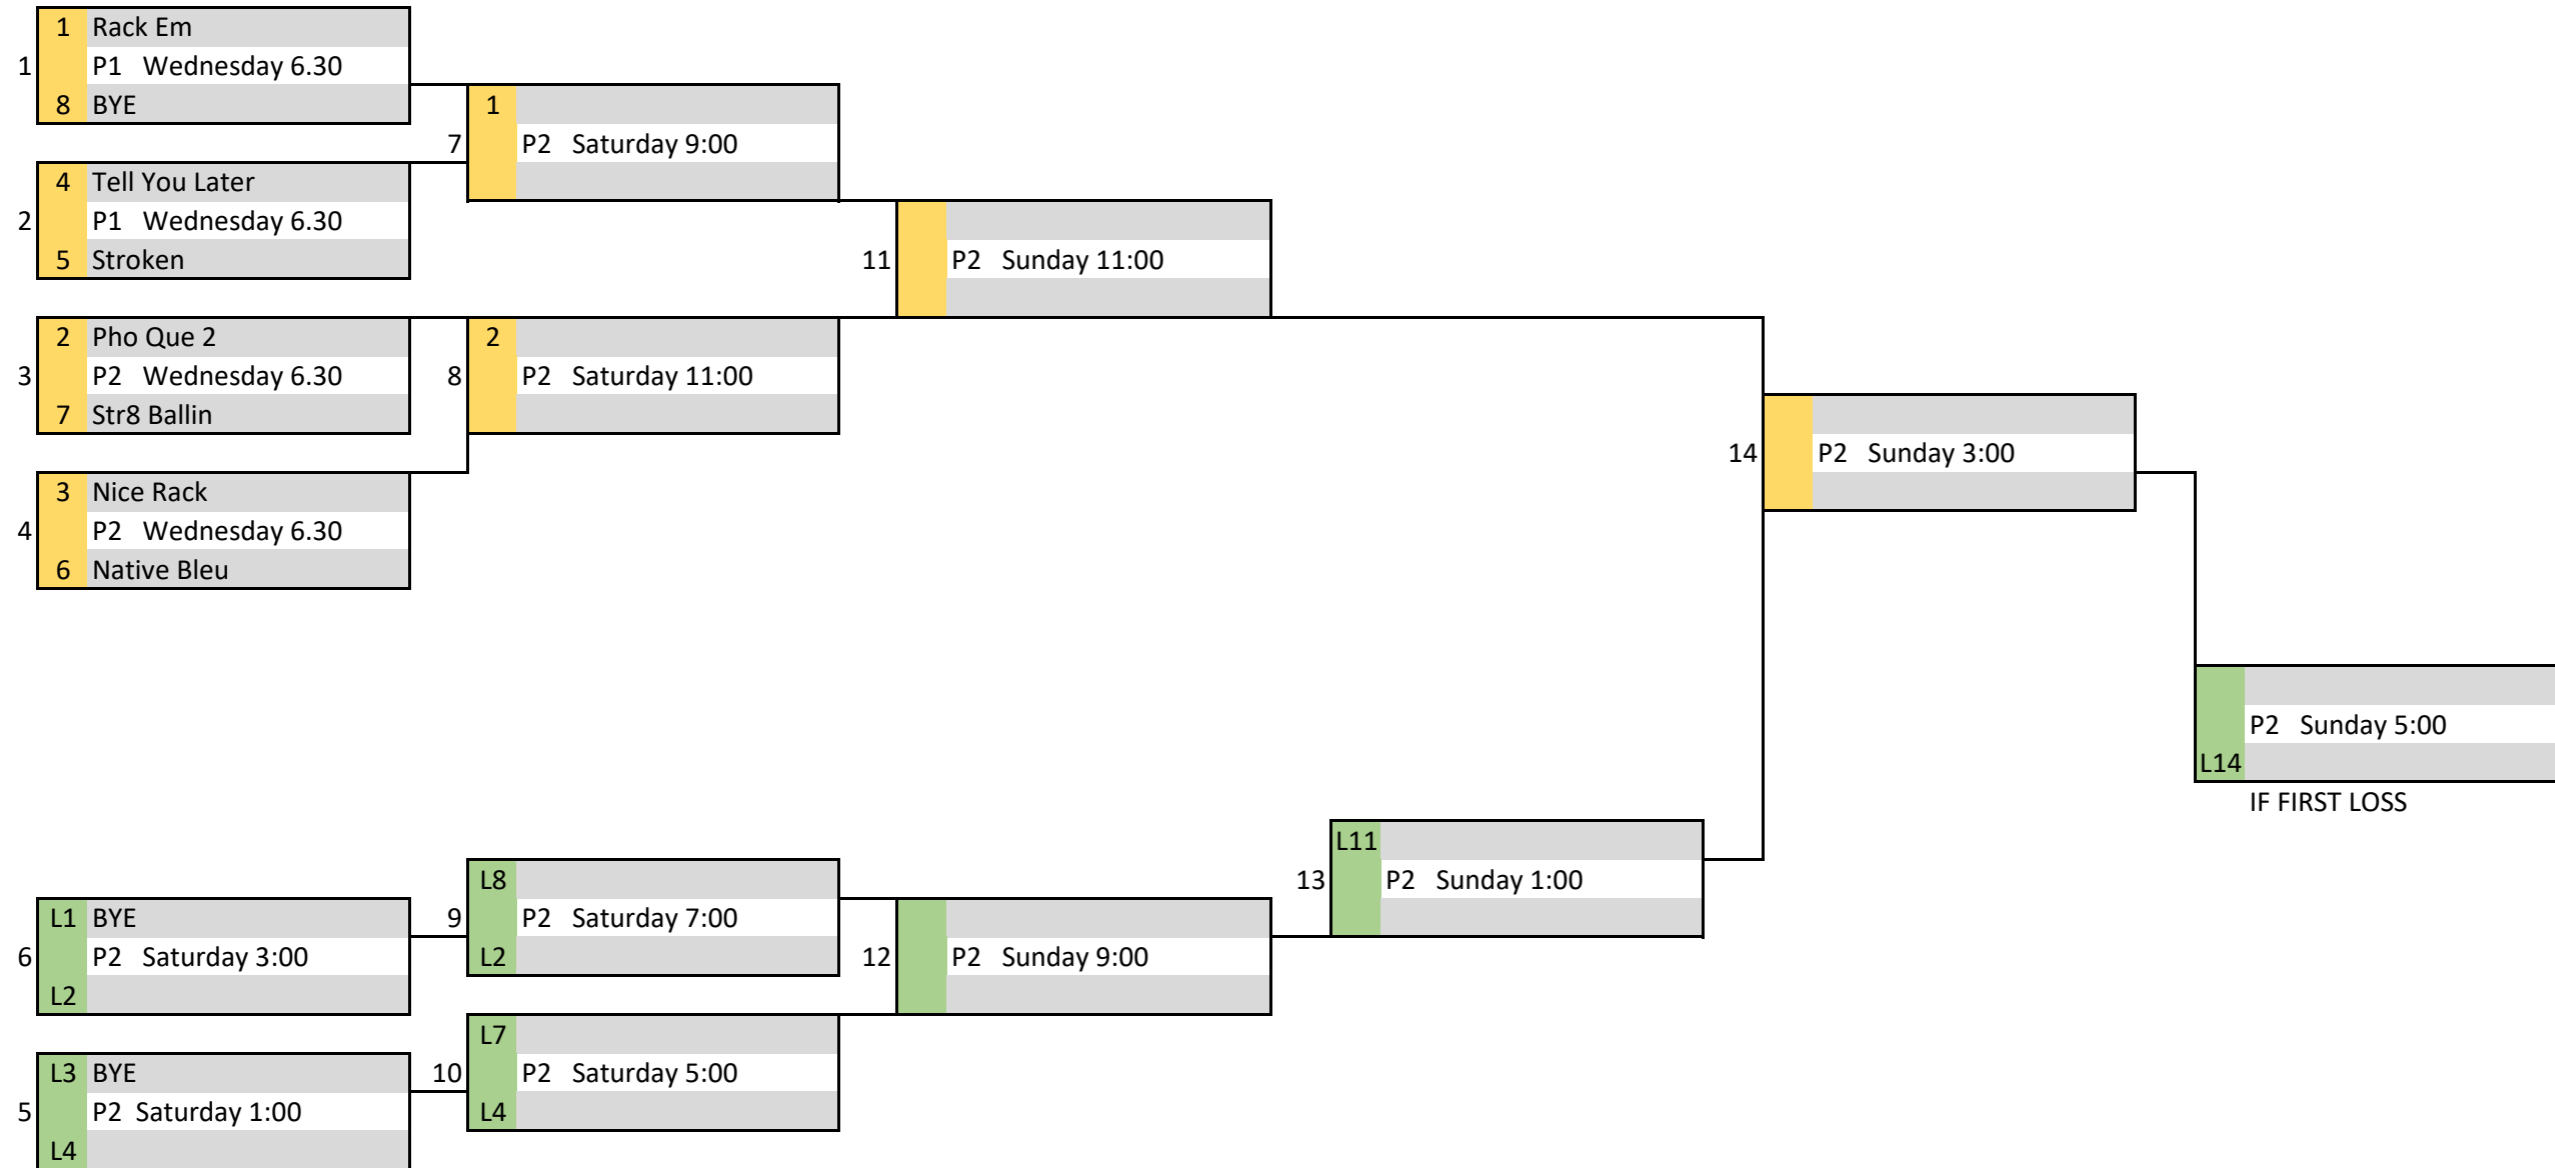 1 Rack Em
1 P1 Wednesday 6.30
8 BYE
4 Tell You Later
2 P1 Wednesday 6.30
5 Stroken
2 Pho Que 2
3 P2 Wednesday 6.30
7 Str8 Ballin
3 Nice Rack
4 P2 Wednesday 6.30
6 Native Bleu
1
7 P2 Saturday 9:00
2
8 P2 Saturday 11:00
11 P2 Sunday 11:00
14 P2 Sunday 3:00
P2 Sunday 5:00
L14
IF FIRST LOSS
L1 BYE
6 P2 Saturday 3:00
L2
L3 BYE
5 P2 Saturday 1:00
L4
L8
9 P2 Saturday 7:00
L2
L7
10 P2 Saturday 5:00
L4
12 P2 Sunday 9:00
L11
13 P2 Sunday 1:00